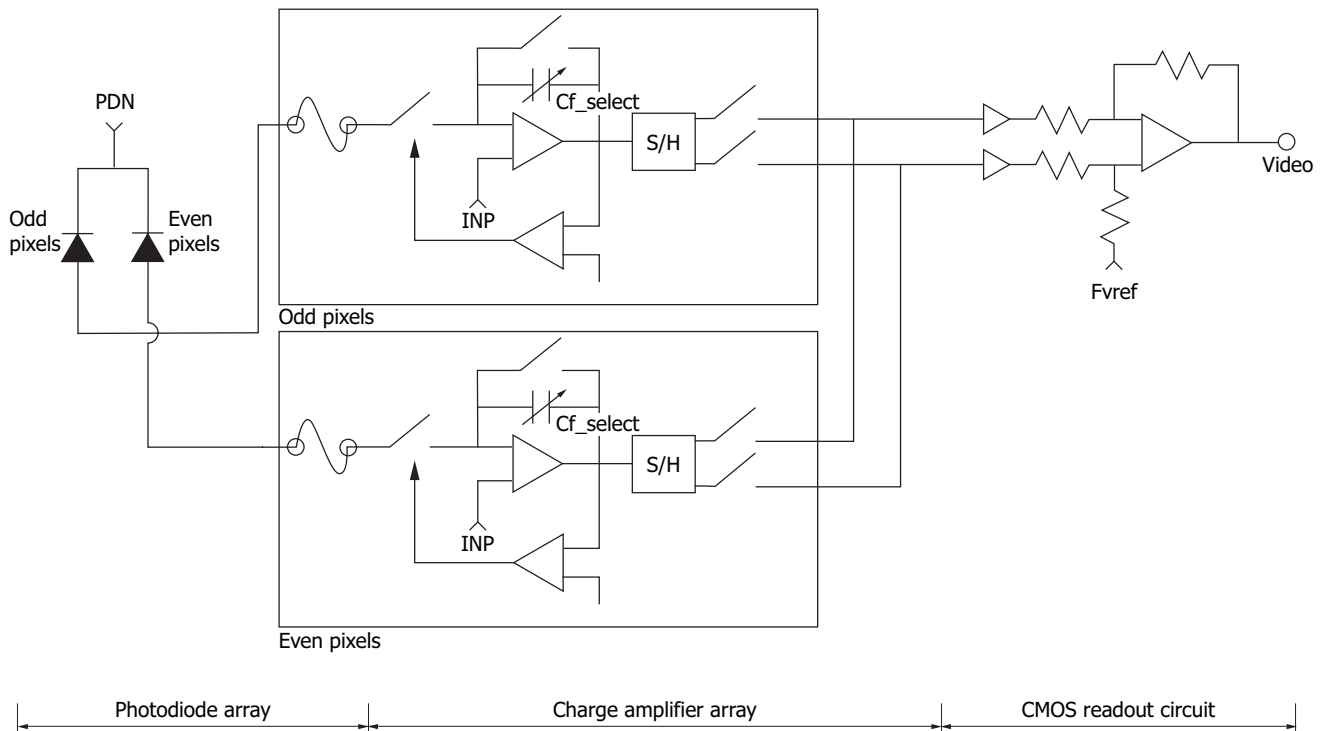 PDN
Odd
pixels
Even
pixels
Cf_select
S/H
INP
Odd pixels
Cf_select
S/H
INP
Even pixels
Video
Fvref
Photodiode array
Charge amplifier array
CMOS readout circuit